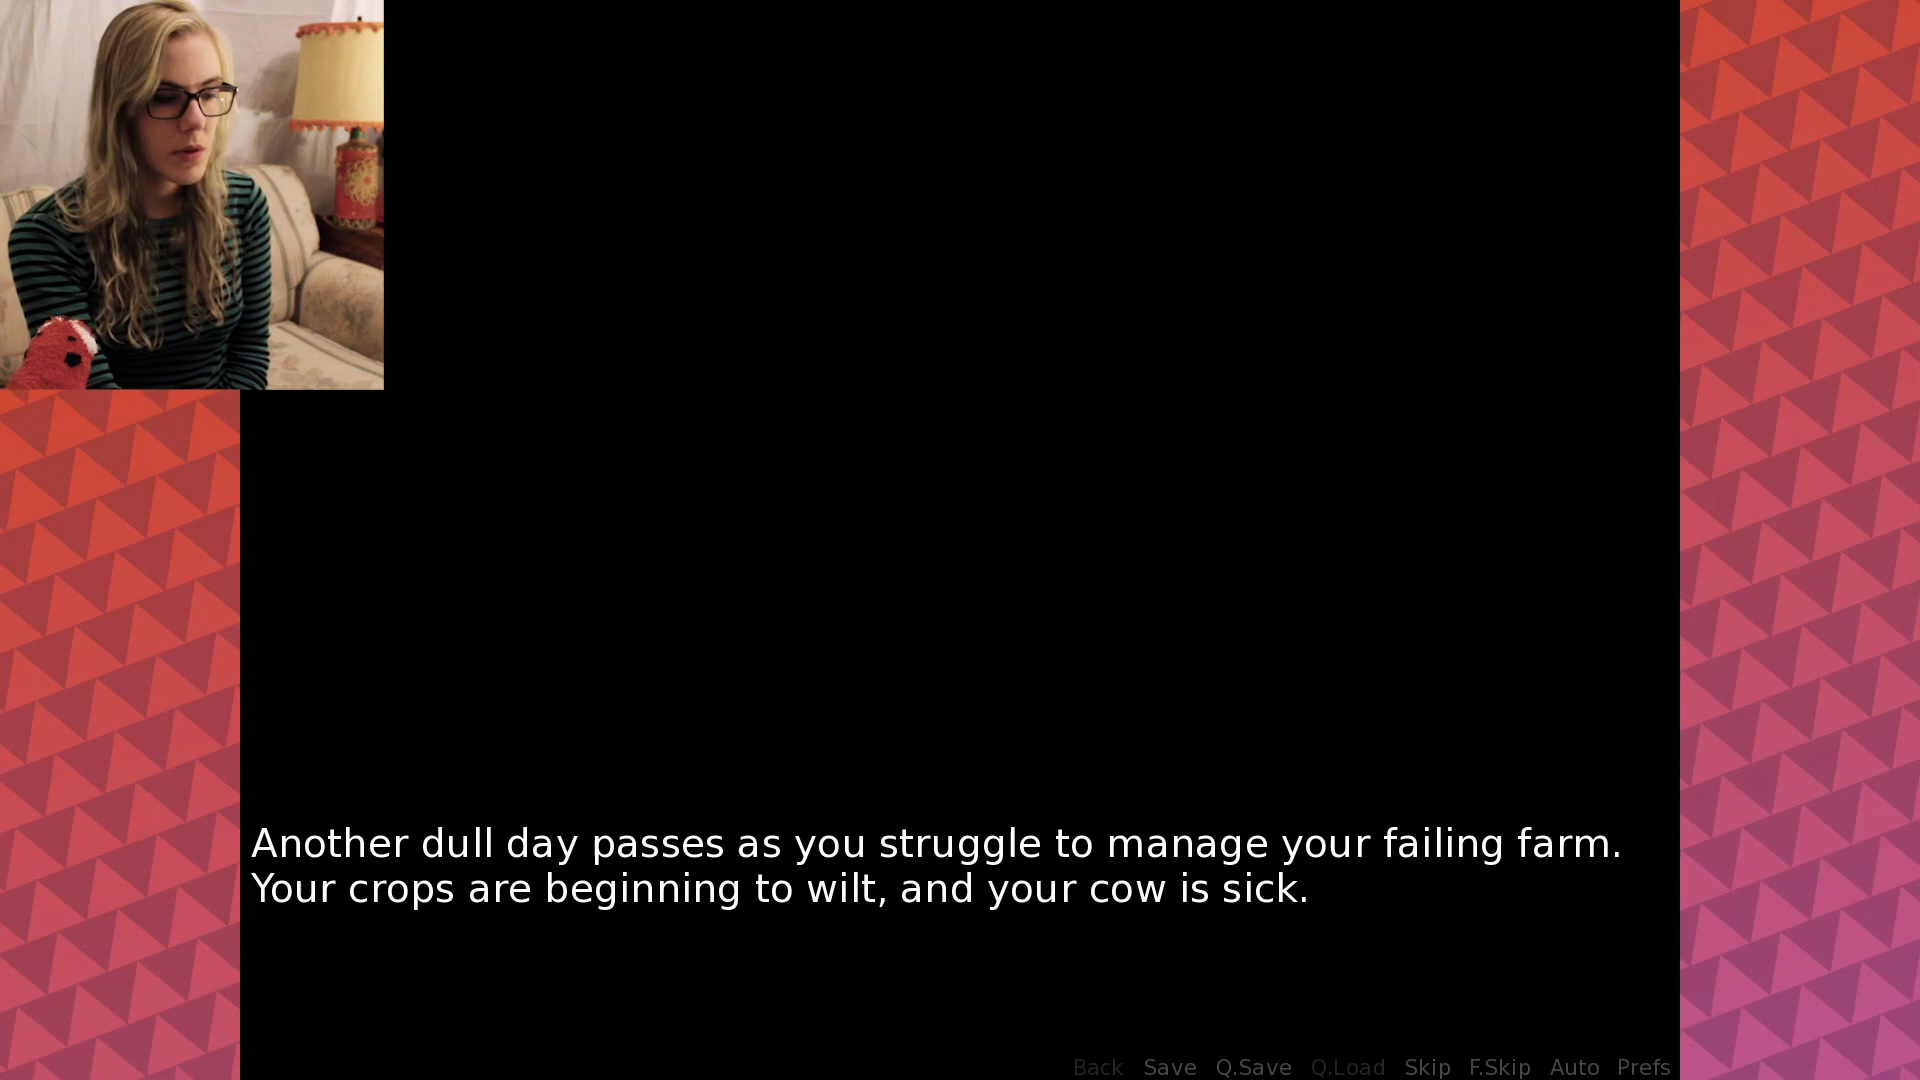 Another dull day passes as you struggle to manage your failing farm.
Your crops are beginning to wilt, and your cow is sick.
Back Save Q.Save Q.Load Skip F.Skip Auto Prefs